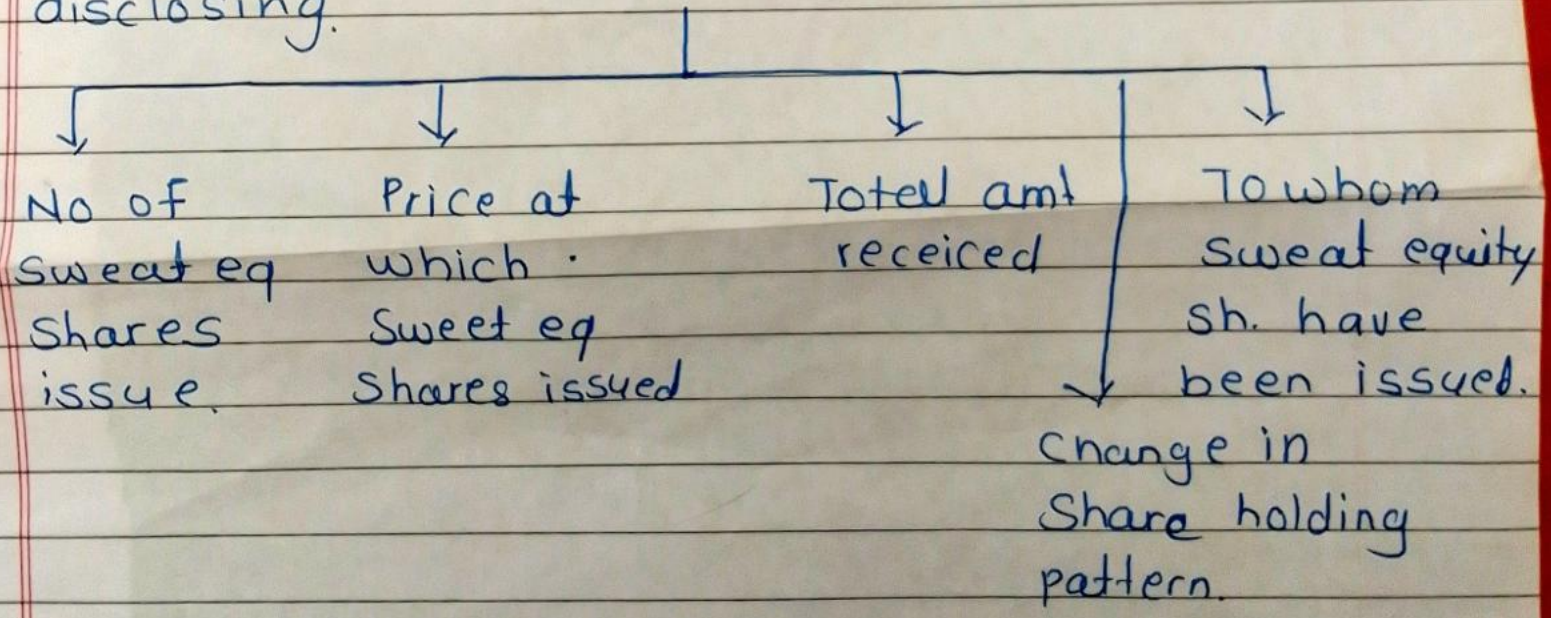 disclosing.
No of
sweat eq
shares
issue.
Price at
which .
Sweet eq
Shares issued
Totell amt
receiced
To whom
sweat equity
sh. have
been issued.
Change in
Share holding
pattern.